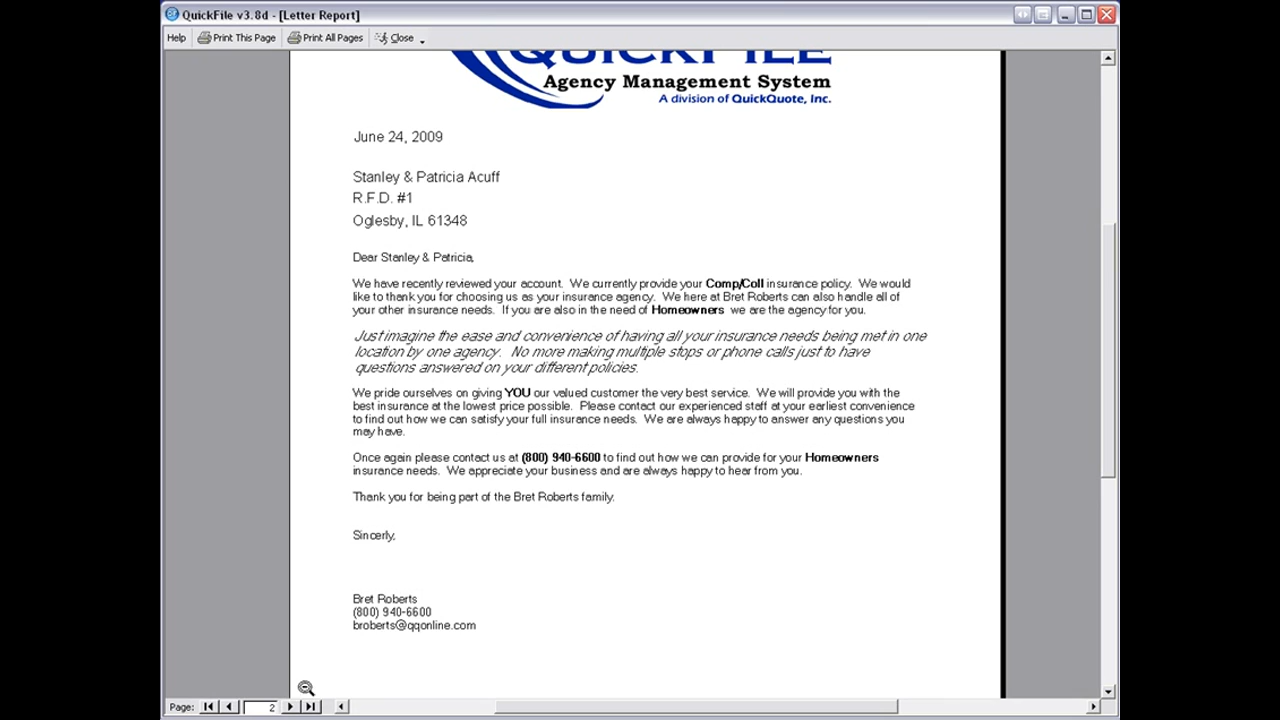 QuickFile v3.8d - [Letter Report]
Help Print This Page Print All Pages Close
QUICKFILE
Agency Management System
A division of QuickQuote, Inc.
June 24, 2009
Stanley & Patricia Acuff
R.F.D. #1
Oglesby, IL 61348
Dear Stanley & Patricia,
We have recently reviewed your account. We currently provide your Comp/Coll insurance policy. We would
like to thank you for choosing us as your insurance agency. We here at Bret Roberts can also handle all of
your other insurance needs. If you are also in the need of Homeowners we are the agency for you.
Just imagine the ease and convenience of having all your insurance needs being met in one
location by one agency. No more making multiple stops or phone calls just to have
questions answered on your different policies.
We pride ourselves on giving YOU our valued customer the very best service. We will provide you with the
best insurance at the lowest price possible. Please contact our experienced staff at your earliest convenience
to find out how we can satisfy your full insurance needs. We are always happy to answer any questions you
may have.
Once again please contact us at (800) 940-6600 to find out how we can provide for your Homeowners
insurance needs. We appreciate your business and are always happy to hear from you.
Thank you for being part of the Bret Roberts family.
Sincerly,
Bret Roberts
(800) 940-6600
broberts@qqonline.com
Page: 2